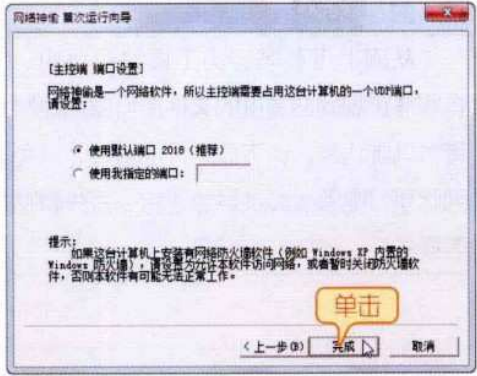 网络神偷 首次运行向导
[主控端 端口设置]
网络神偷是一个网络软件，所以主控端需要占用这台计算机的一个UDP端口，
请设置：
使用默认端口 2016（推荐）
使用我指定的端口：
提示：
如果这台计算机上安装有网络防火墙软件（例如 Windows XP 内置的
Windows 防火墙），请设置为允许本软件访问网络，或者暂时关闭防火墙软
件，否则本软件有可能无法正常工作。
单击
<上一步(B)
完成
取消